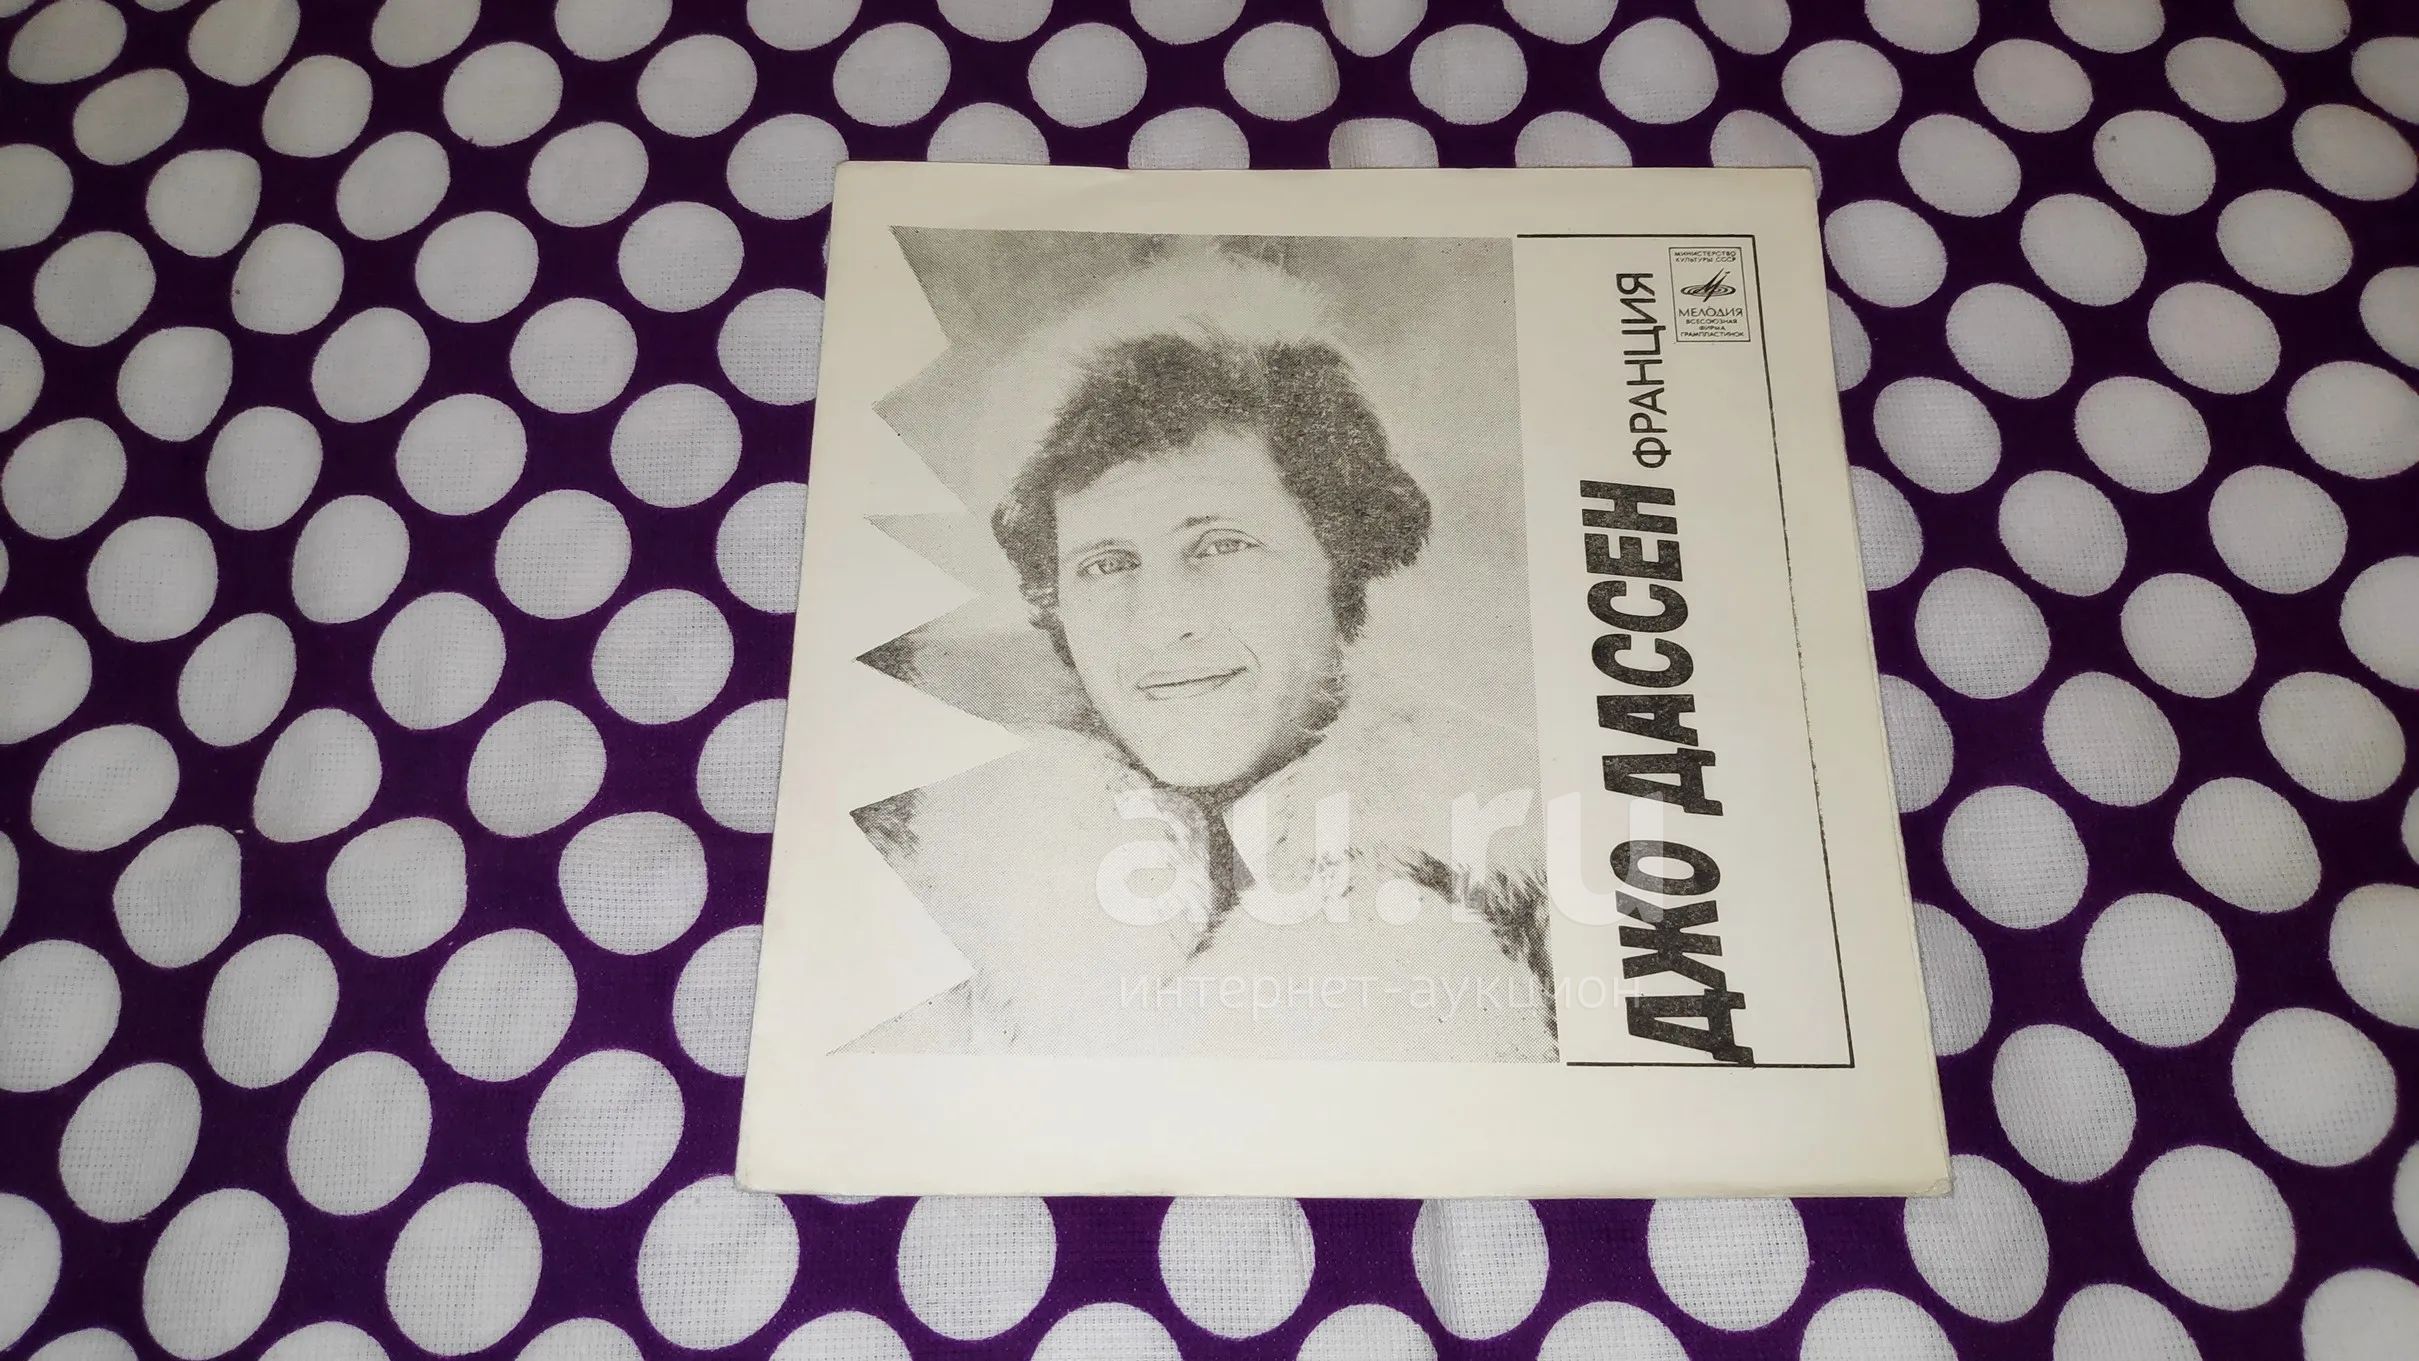 МИНИСТЕРСТВО
КУЛЬТУРЫ СССР
МЕЛОДИЯ
ВСЕСОЮЗНАЯ
ФИРМА
ГРАМПЛАСТИНОК
ДЖО ДАССЕН ФРАНЦИЯ
au.ru
интернет-аукцион